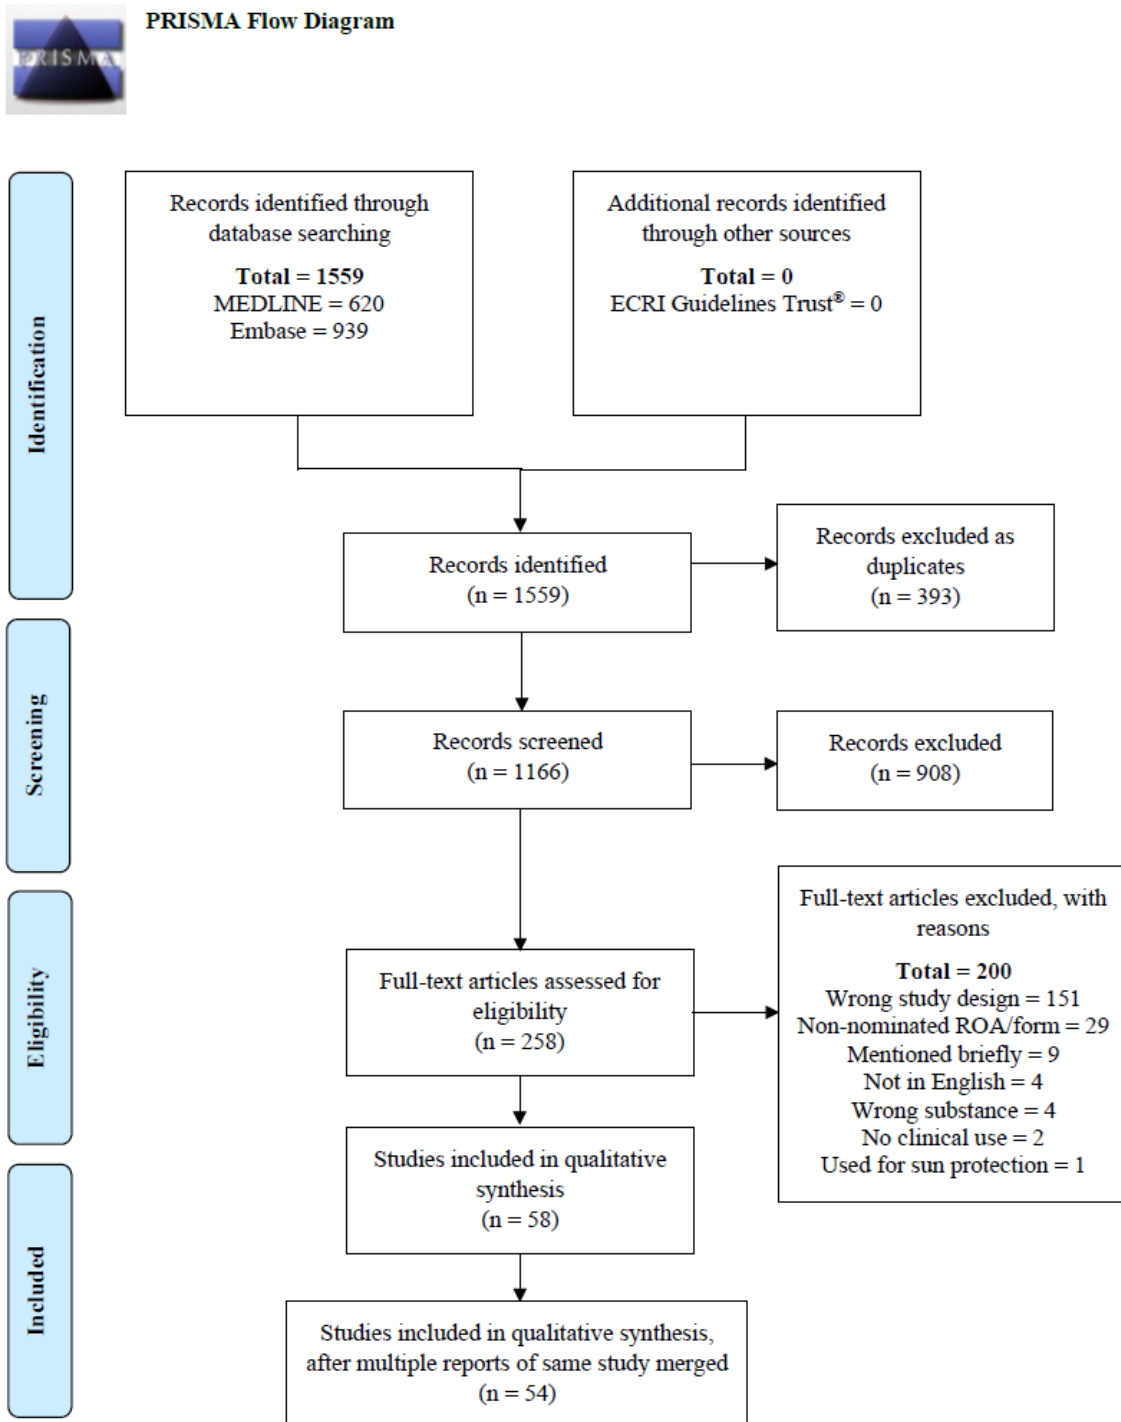 PRISMA Flow Diagram
PRISMA
Identification
Records identified through
database searching
Total = 1559
MEDLINE = 620
Embase = 939
Additional records identified
through other sources
Total = 0
ECRI Guidelines Trust® = 0
Records identified
(n = 1559)
Records excluded as
duplicates
(n = 393)
Screening
Records screened
(n = 1166)
Records excluded
(n = 908)
Eligibility
Full-text articles assessed for
eligibility
(n = 258)
Full-text articles excluded, with
reasons
Total = 200
Wrong study design = 151
Non-nominated ROA/form = 29
Mentioned briefly = 9
Not in English = 4
Wrong substance = 4
No clinical use = 2
Used for sun protection = 1
Studies included in qualitative
synthesis
(n = 58)
Included
Studies included in qualitative synthesis,
after multiple reports of same study merged
(n = 54)